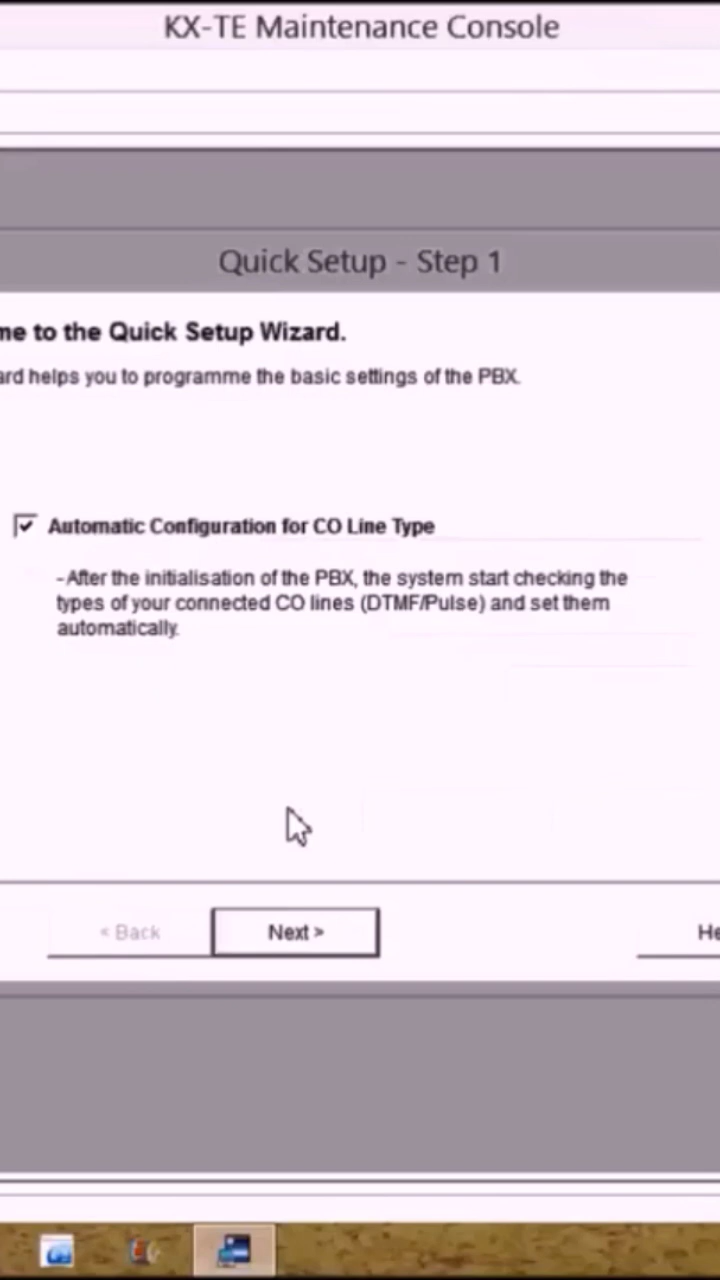 KX-TE Maintenance Console
Quick Setup - Step 1
me to the Quick Setup Wizard.
ard helps you to programme the basic settings of the PBX.
Automatic Configuration for CO Line Type
-After the initialisation of the PBX, the system start checking the
types of your connected CO lines (DTMF/Pulse) and set them
automatically.
< Back
Next >
He